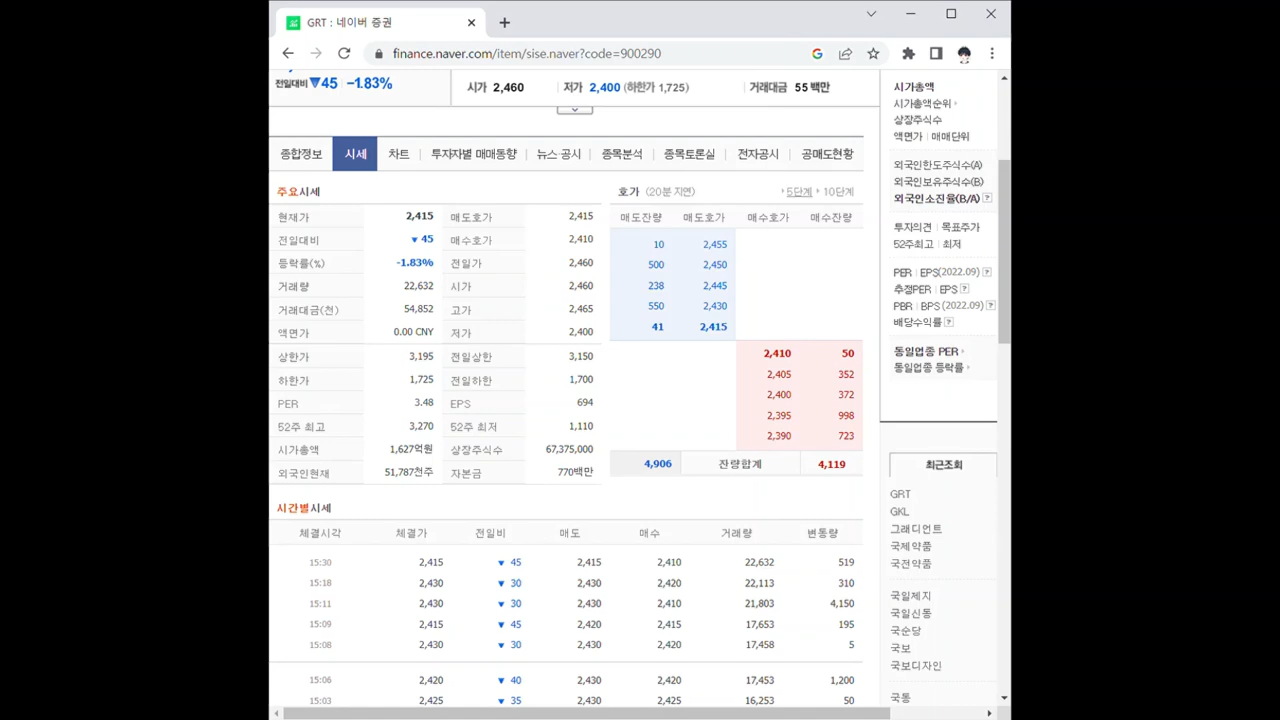 GRT : 네이버 증권
finance.naver.com/item/sise.naver?code=900290
전일대비 ▼45 | -1.83%
시가 2,460 저가 2,400 (하한가 1,725) 거래대금 55 백만
종합정보 시세 차트 투자자별 매매동향 뉴스·공시 종목분석 종목토론실 전자공시 공매도현황
주요시세
현재가 2,415 매도호가 2,415
전일대비 ▼ 45 매수호가 2,410
등락률(%) -1.83% 전일가 2,460
거래량 22,632 시가 2,460
거래대금(천) 54,852 고가 2,465
액면가 0.00 CNY 저가 2,400
상한가 3,195 전일상한 3,150
하한가 1,725 전일하한 1,700
PER 3.48 EPS 694
52주 최고 3,270 52주 최저 1,110
시가총액 1,627억원 상장주식수 67,375,000
외국인현재 51,787천주 자본금 770백만
호가 (20분 지연) 5단계 10단계
매도잔량 매도호가 매수호가 매수잔량
10 2,455
500 2,450
238 2,445
550 2,430
41 2,415
2,410 50
2,405 352
2,400 372
2,395 998
2,390 723
4,906 잔량합계 4,119
시간별시세
체결시각 체결가 전일비 매도 매수 거래량 변동량
15:30 2,415 ▼ 45 2,415 2,410 22,632 519
15:18 2,430 ▼ 30 2,430 2,420 22,113 310
15:11 2,430 ▼ 30 2,430 2,410 21,803 4,150
15:09 2,415 ▼ 45 2,420 2,415 17,653 195
15:08 2,430 ▼ 30 2,430 2,420 17,458 5
15:06 2,420 ▼ 40 2,430 2,420 17,453 1,200
15:03 2,425 ▼ 35 2,430 2,425 16,253 50
시가총액
시가총액순위
상장주식수
액면가 | 매매단위
외국인한도주식수(A)
외국인보유주식수(B)
외국인소진율(B/A) ?
투자의견 | 목표주가
52주최고 | 최저
PER | EPS(2022.09) ?
추정PER | EPS ?
PBR | BPS (2022.09) ?
배당수익률 ?
동일업종 PER
동일업종 등락률
최근조회
GRT
GKL
그래디언트
국제약품
국전약품
국일제지
국일신동
국순당
국보
국보디자인
국동